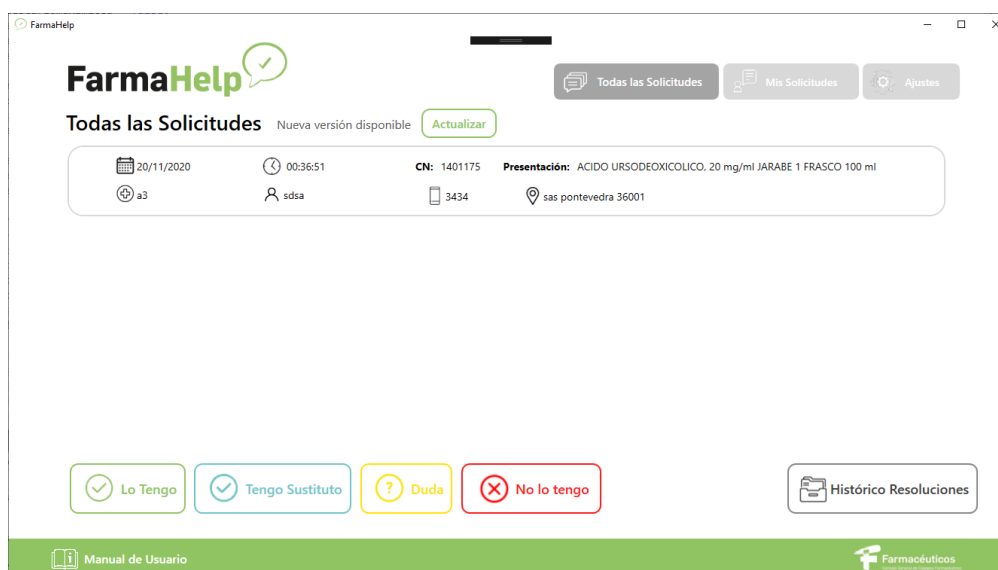 FarmaHelp
FarmaHelp
Todas las Solicitudes
Mis Solicitudes
Ajustes
Todas las Solicitudes Nueva versión disponible Actualizar
20/11/2020 00:36:51 CN: 1401175 Presentación: ACIDO URSODEOXICOLICO, 20 mg/ml JARABE 1 FRASCO 100 ml
a3 sdsa 3434 sas pontevedra 36001
Lo Tengo
Tengo Sustituto
? Duda
No lo tengo
Histórico Resoluciones
i Manual de Usuario
Farmacéuticos